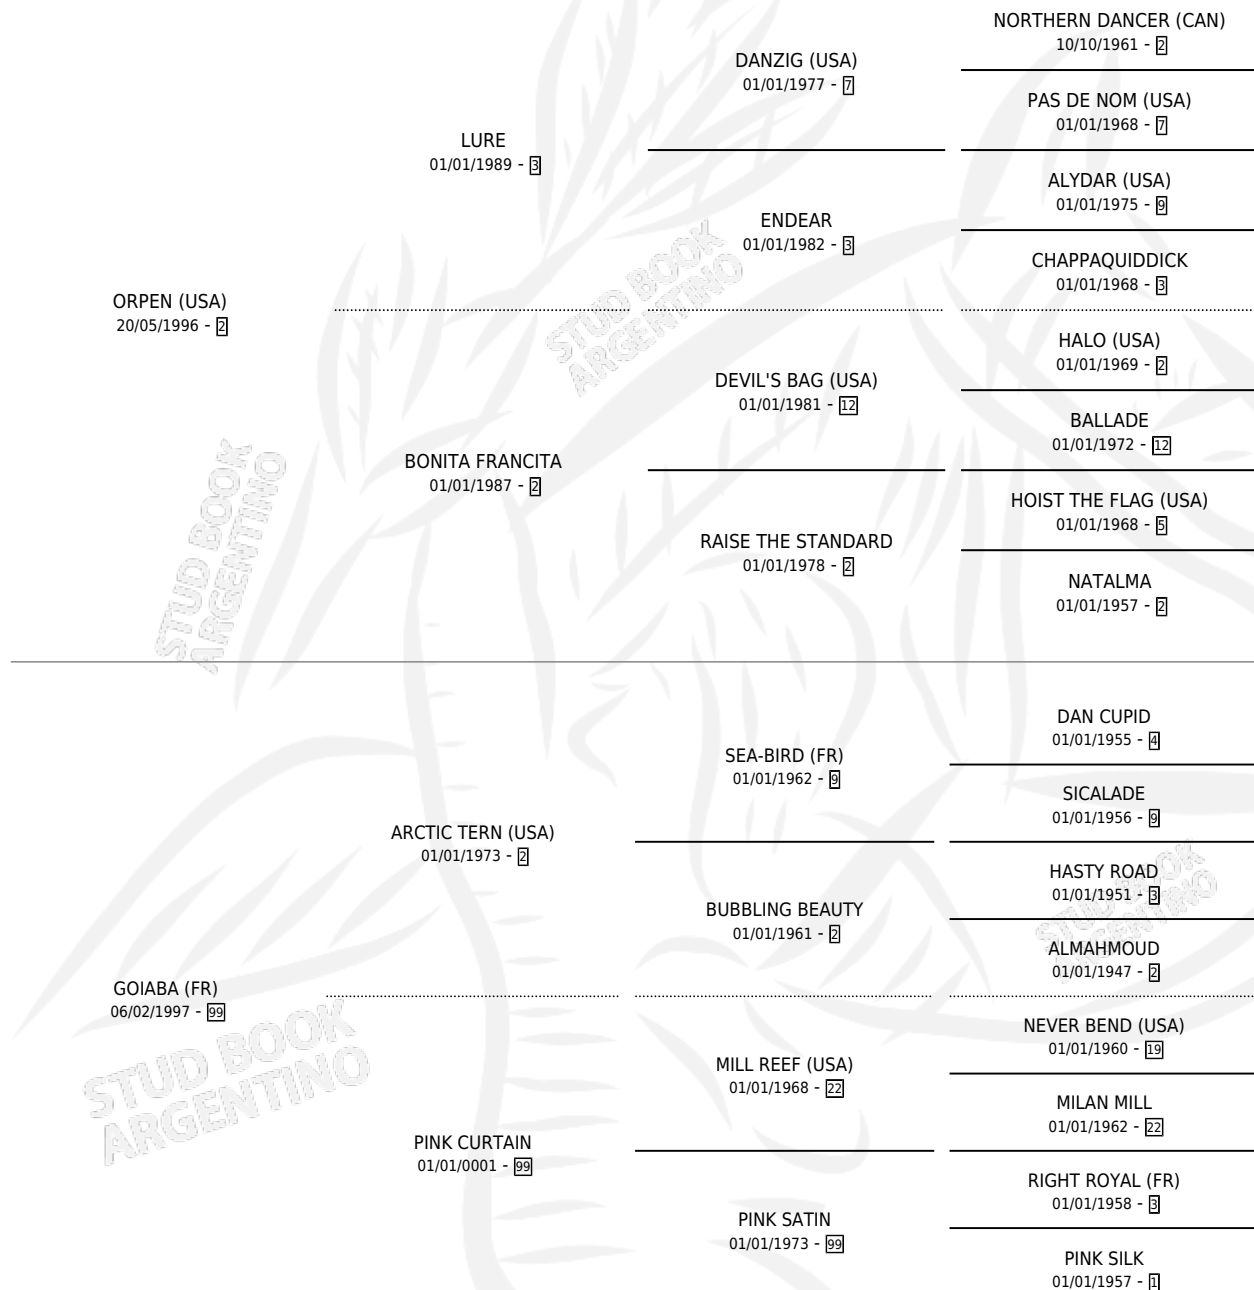 NORTHERN DANCER (CAN)
10/10/1961 - 2
DANZIG (USA)
01/01/1977 - 7
PAS DE NOM (USA)
01/01/1968 - 7
LURE
01/01/1989 - 3
ALYDAR (USA)
01/01/1975 - 9
ENDEAR
01/01/1982 - 3
CHAPPAQUIDDICK
01/01/1968 - 3
ORPEN (USA)
20/05/1996 - 2
STUD BOOK
ARGENTINO
HALO (USA)
01/01/1969 - 2
DEVIL'S BAG (USA)
01/01/1981 - 12
BALLADE
01/01/1972 - 12
BONITA FRANCITA
01/01/1987 - 2
HOIST THE FLAG (USA)
01/01/1968 - 5
RAISE THE STANDARD
01/01/1978 - 2
NATALMA
01/01/1957 - 2
STUD BOOK
ARGENTINO
DAN CUPID
01/01/1955 - 4
SEA-BIRD (FR)
01/01/1962 - 9
SICALADE
01/01/1956 - 9
ARCTIC TERN (USA)
01/01/1973 - 2
HASTY ROAD
01/01/1951 - 3
BUBBLING BEAUTY
01/01/1961 - 2
ALMAHMOUD
01/01/1947 - 2
STUD BOOK
ARGENTINO
GOIABA (FR)
06/02/1997 - 99
STUD BOOK
ARGENTINO
NEVER BEND (USA)
01/01/1960 - 19
MILL REEF (USA)
01/01/1968 - 22
MILAN MILL
01/01/1962 - 22
PINK CURTAIN
01/01/0001 - 99
RIGHT ROYAL (FR)
01/01/1958 - 3
PINK SATIN
01/01/1973 - 99
PINK SILK
01/01/1957 - 1